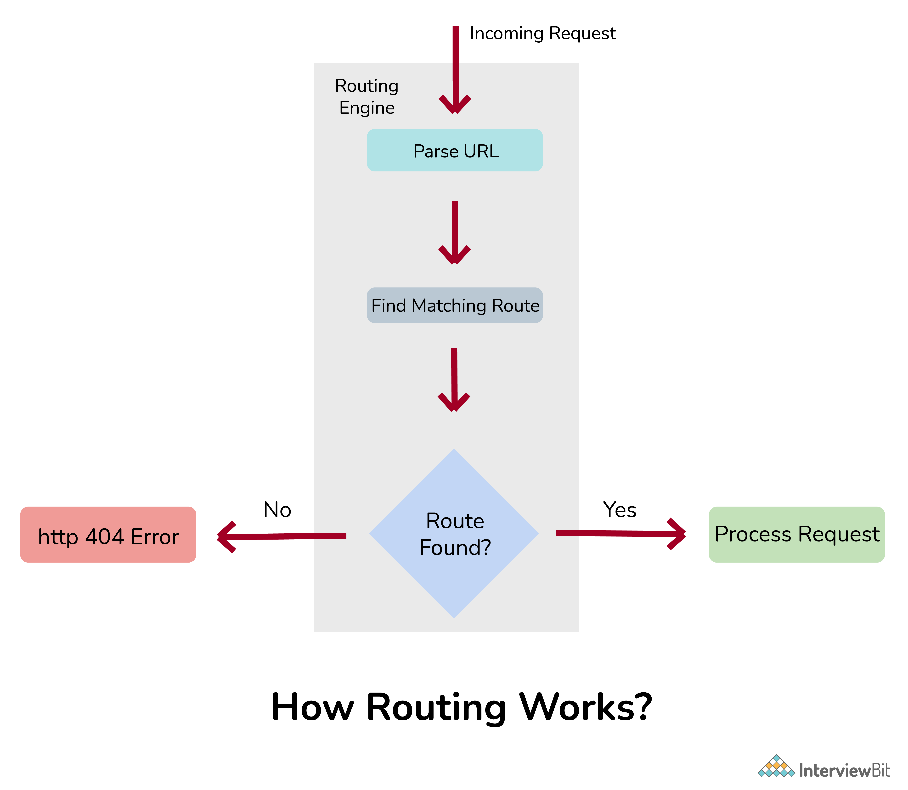 Incoming Request
Routing
Engine
Parse URL
Find Matching Route
Route
Found?
No
Yes
http 404 Error
Process Request
How Routing Works?
InterviewBit